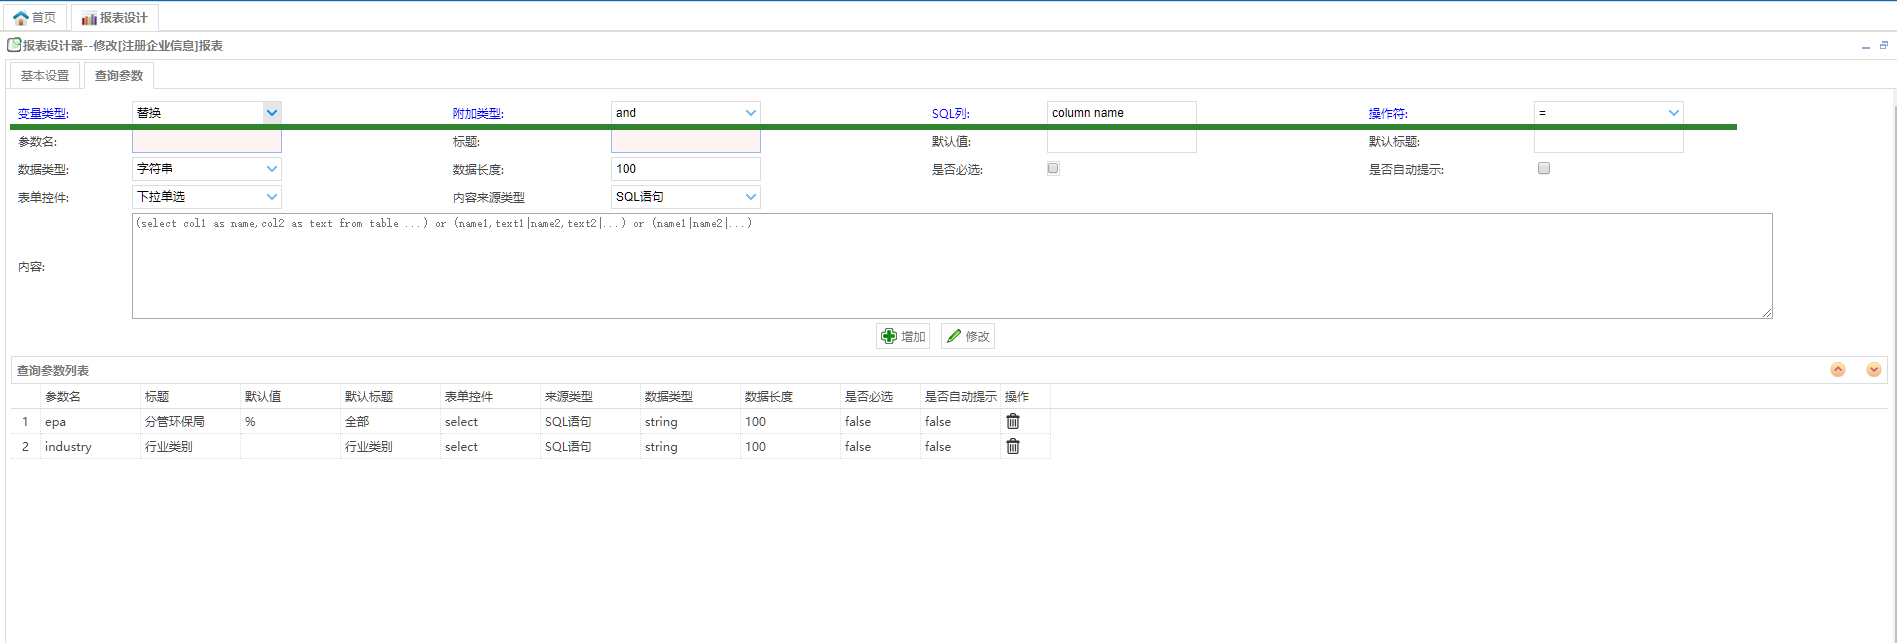 首页 报表设计
报表设计器--修改[注册企业信息]报表
基本设置 查询参数
变量类型: 替换 附加类型: and SQL列: column name 操作符: =
参数名: 标题: 默认值: 默认标题:
数据类型: 字符串 数据长度: 100 是否必选: 是否自动提示:
表单控件: 下拉单选 内容来源类型 SQL语句
(select col1 as name,col2 as text from table ...) or (name1,text1|name2,text2|...) or (name1|name2|...)
内容:
增加 修改
查询参数列表
参数名 标题 默认值 默认标题 表单控件 来源类型 数据类型 数据长度 是否必选 是否自动提示 操作
1 epa 分管环保局 % 全部 select SQL语句 string 100 false false
2 industry 行业类别 行业类别 select SQL语句 string 100 false false